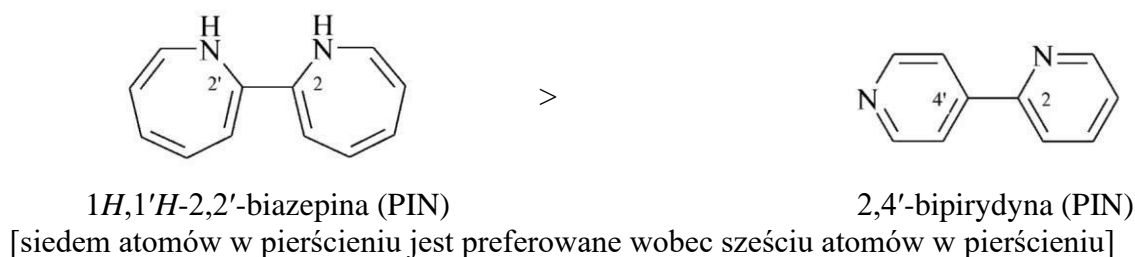 H H
N N N
2' 2 > N 4' 2
1H,1'H-2,2'-biazepina (PIN) 2,4'-bipirydyna (PIN)
[siedem atomów w pierścieniu jest preferowane wobec sześciu atomów w pierścieniu]